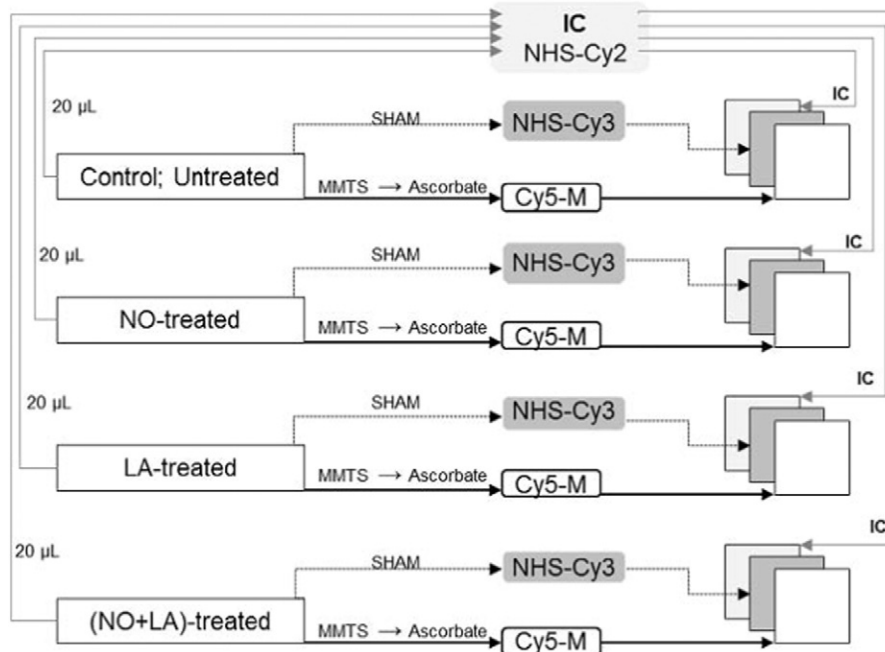 IC
NHS-Cy2
20 µL
SHAM
NHS-Cy3
IC
Control; Untreated
MMTS → Ascorbate
Cy5-M
20 µL
SHAM
NHS-Cy3
IC
NO-treated
MMTS → Ascorbate
Cy5-M
20 µL
SHAM
NHS-Cy3
IC
LA-treated
MMTS → Ascorbate
Cy5-M
20 µL
SHAM
NHS-Cy3
IC
(NO+LA)-treated
MMTS → Ascorbate
Cy5-M